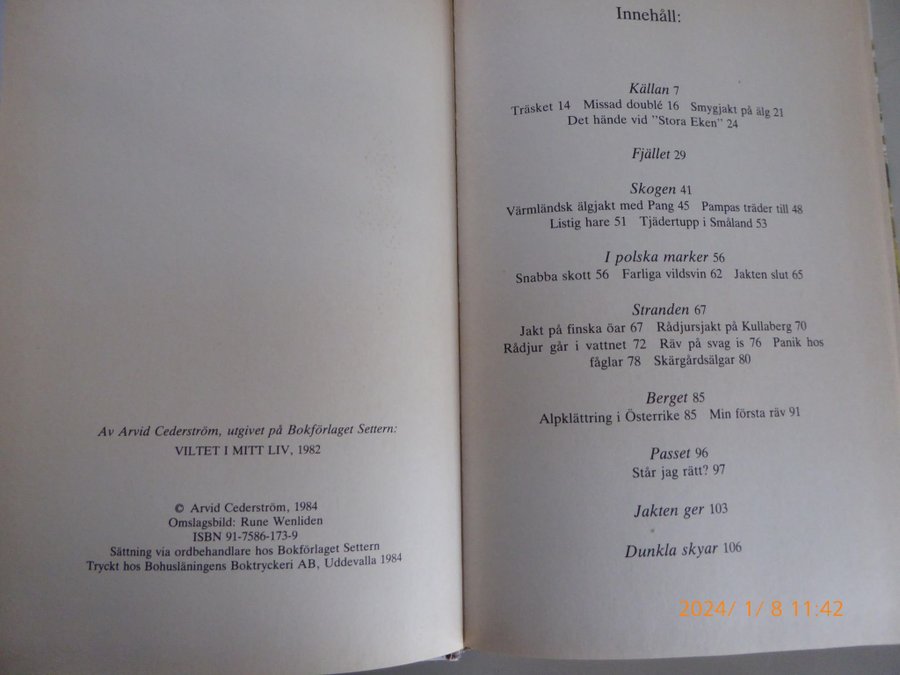 Av Arvid Cederström, utgivet på Bokförlaget Settern:
VILTET I MITT LIV, 1982
© Arvid Cederström, 1984
Omslagsbild: Rune Wenliden
ISBN 91-7586-173-9
Sättning via ordbehandlare hos Bokförlaget Settern
Tryckt hos Bohusläningens Boktryckeri AB, Uddevalla 1984
Innehåll:
Källan 7
Träsket 14 Missad doublé 16 Smygjakt på älg 21
Det hände vid "Stora Eken" 24
Fjället 29
Skogen 41
Värmländsk älgjakt med Pang 45 Pampas träder till 48
Listig hare 51 Tjädertupp i Småland 53
I polska marker 56
Snabba skott 56 Farliga vildsvin 62 Jakten slut 65
Stranden 67
Jakt på finska öar 67 Rådjursjakt på Kullaberg 70
Rådjur går i vattnet 72 Räv på svag is 76 Panik hos
fåglar 78 Skärgårdsälgar 80
Berget 85
Alpklättring i Österrike 85 Min första räv 91
Passet 96
Står jag rätt? 97
Jakten ger 103
Dunkla skyar 106
2024/ 1/ 8 11:42